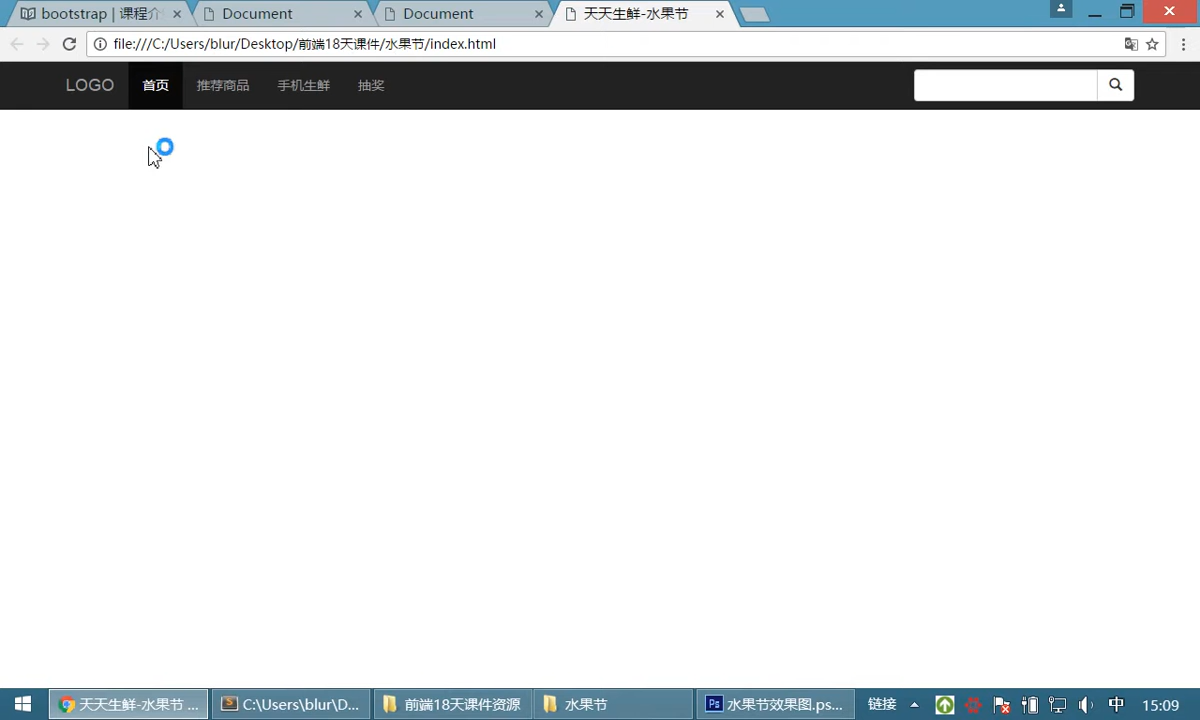 bootstrap | 课程介
Document
Document
天天生鲜-水果节
file:///C:/Users/blur/Desktop/前端18天课件/水果节/index.html
LOGO
首页
推荐商品
手机生鲜
抽奖
天天生鲜-水果节 ...
C:\Users\blur\D...
前端18天课件资源
水果节
Ps 水果节效果图.ps...
链接
中
15:09